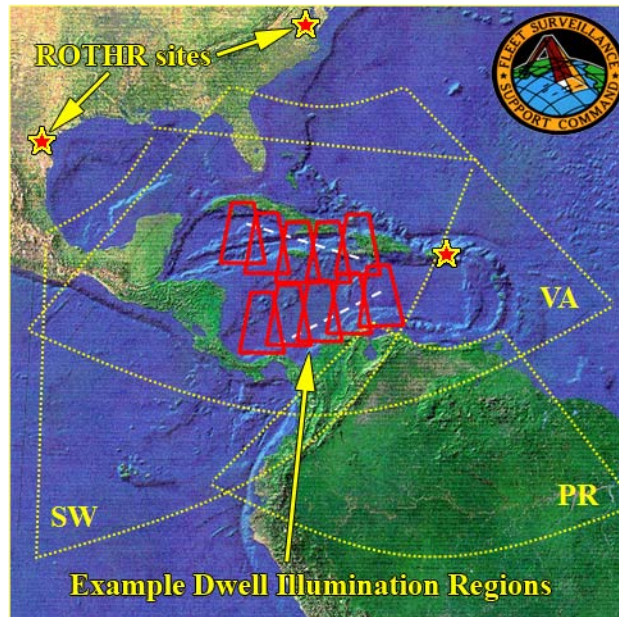 ROTHR sites
FLEET SURVEILLANCE
SUPPORT COMMAND
VA
SW
PR
Example Dwell Illumination Regions